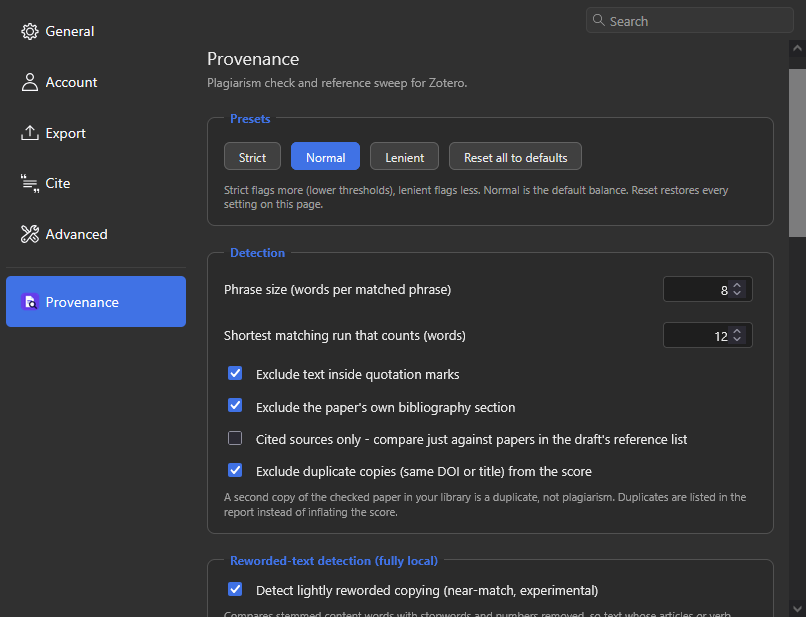 Search
General
Account
Export
Cite
Advanced
Provenance
Provenance
Plagiarism check and reference sweep for Zotero.
Presets
Strict
Normal
Lenient
Reset all to defaults
Strict flags more (lower thresholds), lenient flags less. Normal is the default balance. Reset restores every
setting on this page.
Detection
Phrase size (words per matched phrase)
8
Shortest matching run that counts (words)
12
Exclude text inside quotation marks
Exclude the paper's own bibliography section
Cited sources only - compare just against papers in the draft's reference list
Exclude duplicate copies (same DOI or title) from the score
A second copy of the checked paper in your library is a duplicate, not plagiarism. Duplicates are listed in the
report instead of inflating the score.
Reworded-text detection (fully local)
Detect lightly reworded copying (near-match, experimental)
Compares stemmed content words with stopwords and numbers removed, so text whose articles or verb